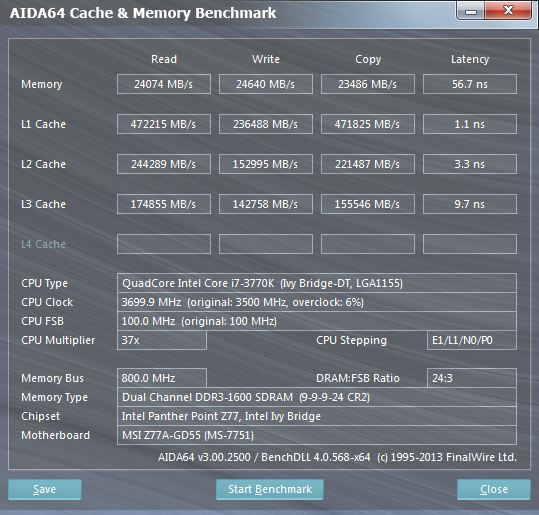 AIDA64 Cache & Memory Benchmark
Read Write Copy Latency
Memory 24074 MB/s 24640 MB/s 23486 MB/s 56.7 ns
L1 Cache 472215 MB/s 236488 MB/s 471825 MB/s 1.1 ns
L2 Cache 244289 MB/s 152995 MB/s 221487 MB/s 3.3 ns
L3 Cache 174855 MB/s 142758 MB/s 155546 MB/s 9.7 ns
L4 Cache
CPU Type QuadCore Intel Core i7-3770K (Ivy Bridge-DT, LGA1155)
CPU Clock 3699.9 MHz (original: 3500 MHz, overclock: 6%)
CPU FSB 100.0 MHz (original: 100 MHz)
CPU Multiplier 37x CPU Stepping E1/L1/N0/P0
Memory Bus 800.0 MHz DRAM:FSB Ratio 24:3
Memory Type Dual Channel DDR3-1600 SDRAM (9-9-9-24 CR2)
Chipset Intel Panther Point Z77, Intel Ivy Bridge
Motherboard MSI Z77A-GD55 (MS-7751)
AIDA64 v3.00.2500 / BenchDLL 4.0.568-x64 (c) 1995-2013 FinalWire Ltd.
Save Start Benchmark Close